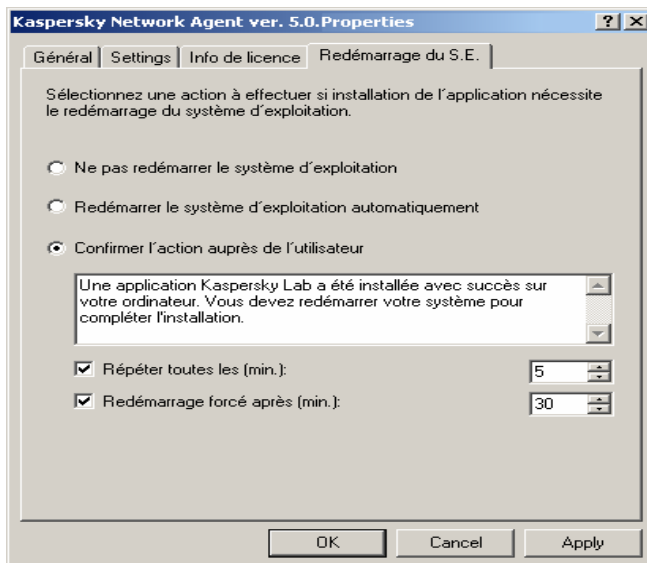 Kaspersky Network Agent ver. 5.0.Properties
Général Settings Info de licence Redémarrage du S.E.
Sélectionnez une action à effectuer si installation de l´application nécessite
le redémarrage du système d´exploitation.
Ne pas redémarrer le système d´exploitation
Redémarrer le système d´exploitation automatiquement
Confirmer l´action auprès de l´utilisateur
Une application Kaspersky Lab a été installée avec succès sur
votre ordinateur. Vous devez redémarrer votre système pour
compléter l'installation.
Répéter toutes les (min.): 5
Redémarrage forcé après (min.): 30
OK Cancel Apply